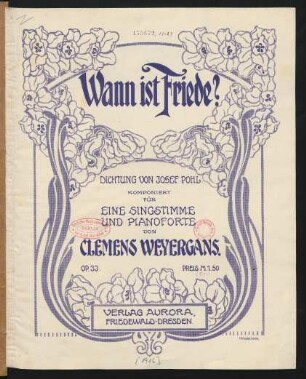 Wann ist Friede?
DICHTUNG VON JOSEF POHL
KOMPONIERT
FÜR
EINE SINGSTIMME
UND PIANOFORTE
VON
CLEMENS WEYERGANS.
OP. 33. PREIS M. 1.50
VERLAG AURORA,
FRIEDEWALD-DRESDEN
[1916]